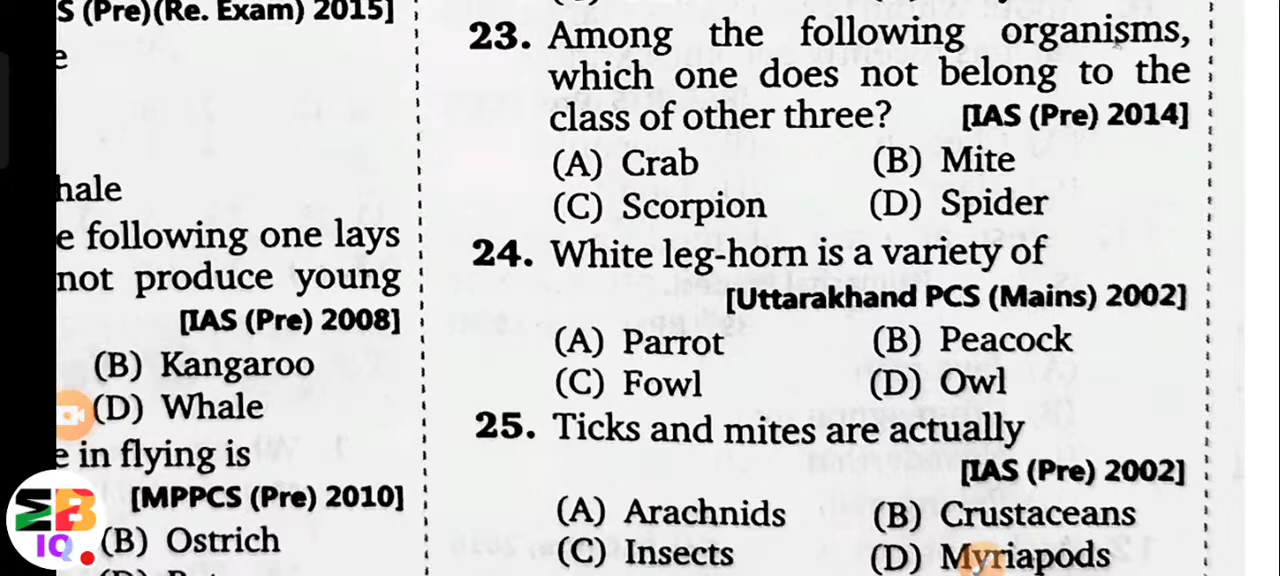 S (Pre)(Re. Exam) 2015]
e
hale
e following one lays
not produce young
[IAS (Pre) 2008]
(B) Kangaroo
(D) Whale
e in flying is
[MPPCS (Pre) 2010]
(B) Ostrich
23. Among the following organisms,
which one does not belong to the
class of other three? [IAS (Pre) 2014]
(A) Crab (B) Mite
(C) Scorpion (D) Spider
24. White leg-horn is a variety of
[Uttarakhand PCS (Mains) 2002]
(A) Parrot (B) Peacock
(C) Fowl (D) Owl
25. Ticks and mites are actually
[IAS (Pre) 2002]
(A) Arachnids (B) Crustaceans
(C) Insects (D) Myriapods
MB
IQ